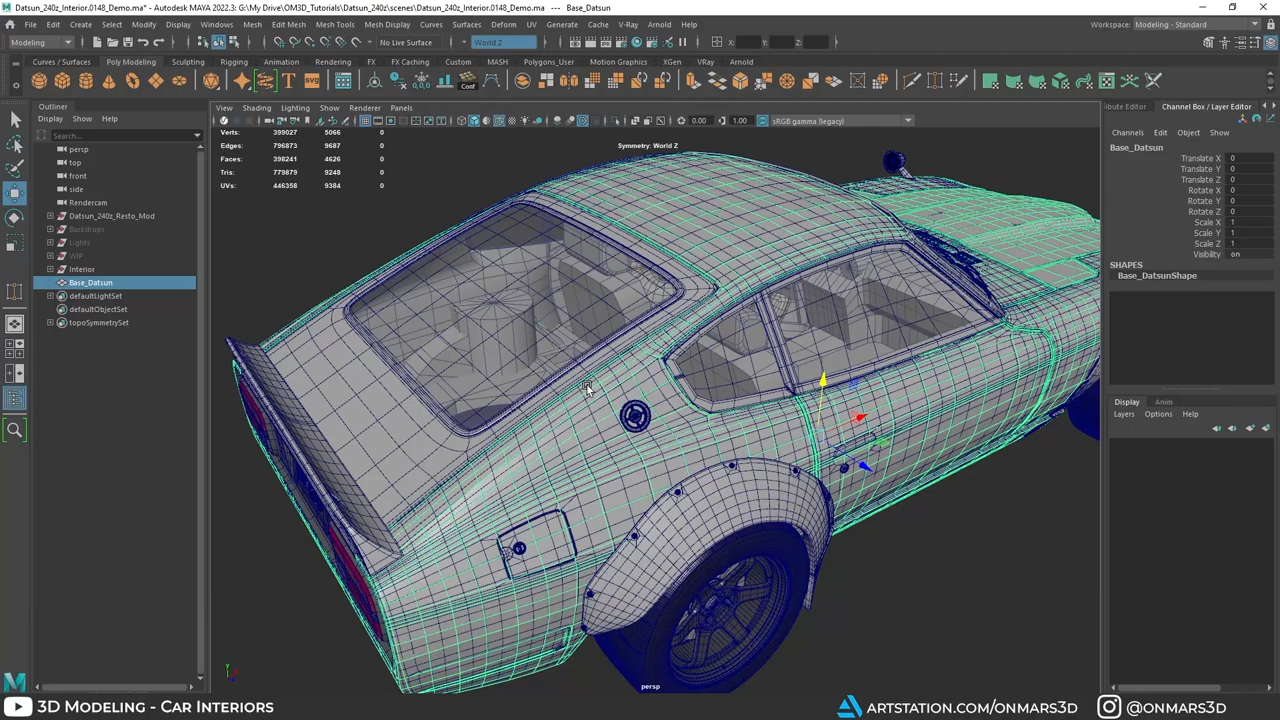 Datsun_240z_Interior.0148_Demo.ma* - Autodesk MAYA 2022.3: G:\My Drive\OM3D_Tutorials\Datsun_240z\scenes\Datsun_240z_Interior.0148_Demo.ma --- Base_Datsun
File Edit Create Select Modify Display Windows Mesh Edit Mesh Mesh Tools Mesh Display Curves Surfaces Deform UV Generate Cache V-Ray Arnold Help
Workspace: Modeling - Standard
Modeling No Live Surface World Z X: Y: Z:
Curves / Surfaces Poly Modeling Sculpting Rigging Animation Rendering FX FX Caching Custom MASH Polygons_User Motion Graphics XGen VRay Arnold
T svg Conf
Outliner
Display Show Help
Search...
persp
top
front
side
Rendercam
Datsun_240z_Resto_Mod
Backdrops
Lights
WIP
Interior
Base_Datsun
defaultLightSet
defaultObjectSet
topoSymmetrySet
View Shading Lighting Show Renderer Panels
0.00 1.00 sRGB gamma (legacy)
Verts: 399027 5066 0
Edges: 796873 9687 0
Faces: 398241 4626 0
Tris: 779879 9248 0
UVs: 446358 9384 0
Symmetry: World Z
persp
bute Editor Channel Box / Layer Editor
Channels Edit Object Show
Base_Datsun
Translate X 0
Translate Y 0
Translate Z 0
Rotate X 0
Rotate Y 0
Rotate Z 0
Scale X 1
Scale Y 1
Scale Z 1
Visibility on
SHAPES
Base_DatsunShape
Display Anim
Layers Options Help
3D MODELING - CAR INTERIORS
ARTSTATION.COM/ONMARS3D
@ONMARS3D